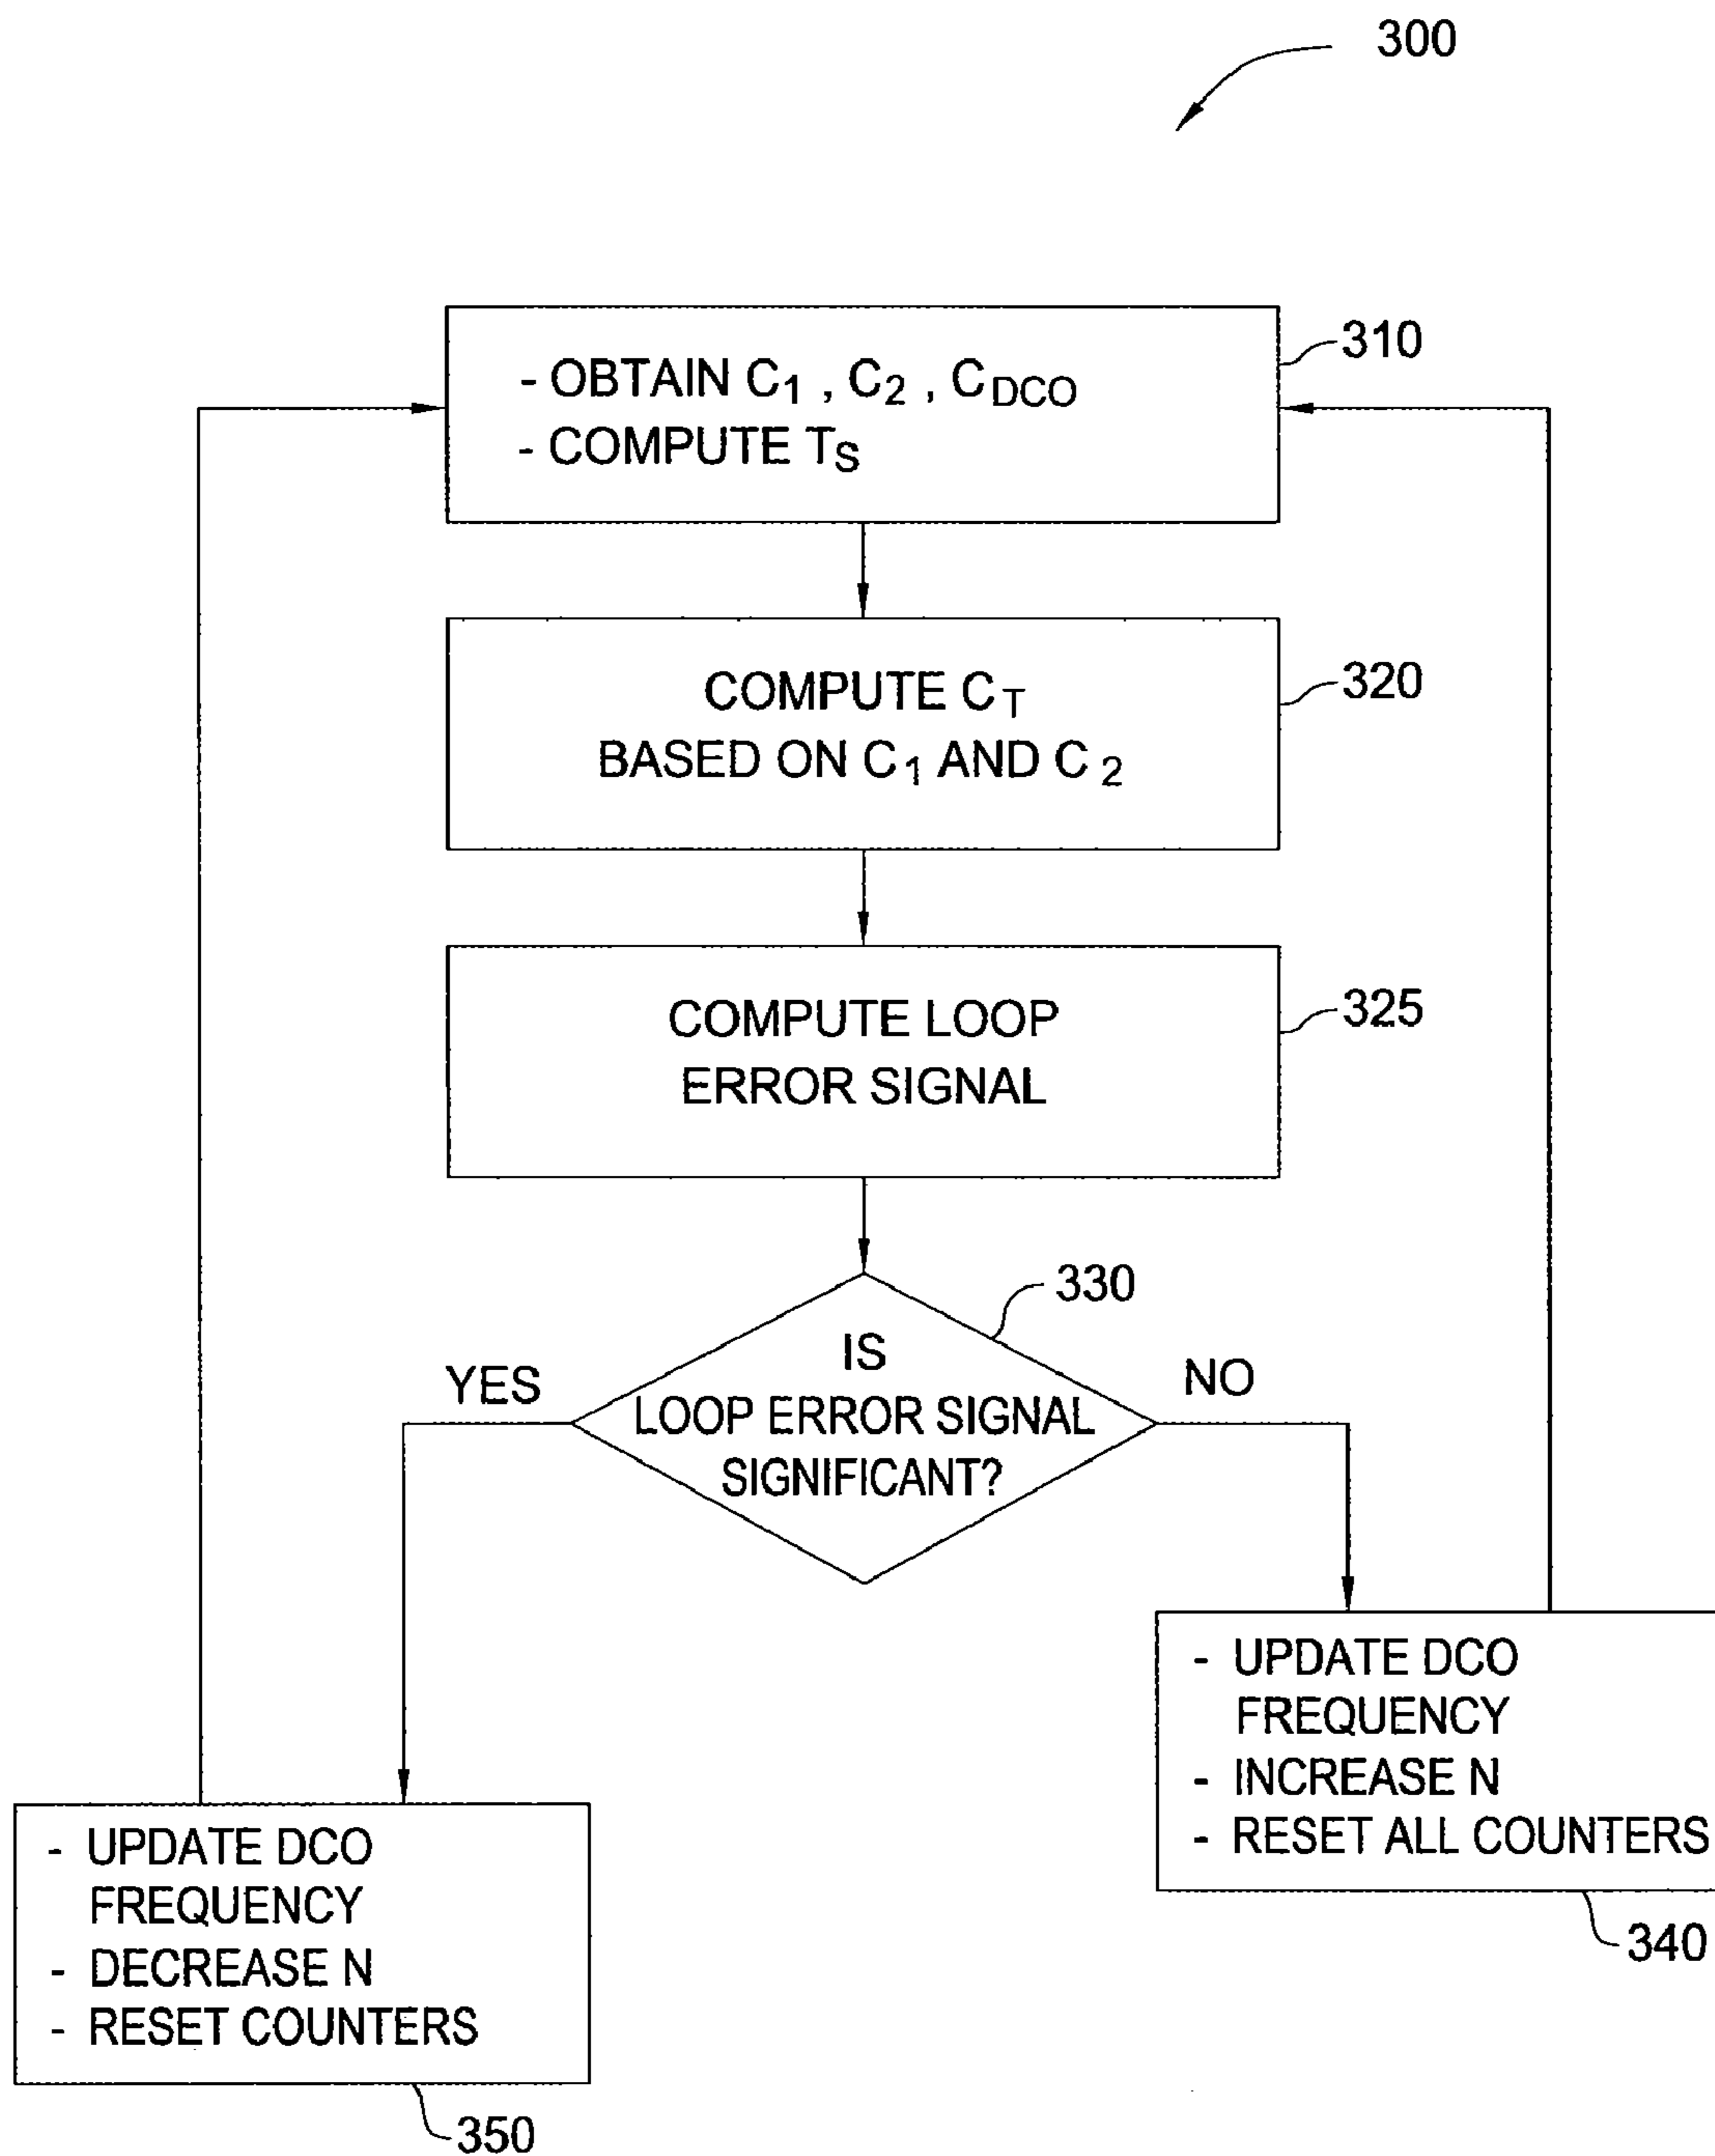 300
- OBTAIN C1 , C2 , CDCO
- COMPUTE TS
310
COMPUTE CT
BASED ON C1 AND C2
320
COMPUTE LOOP
ERROR SIGNAL
325
330
IS
LOOP ERROR SIGNAL
SIGNIFICANT?
YES
NO
- UPDATE DCO
FREQUENCY
- INCREASE N
- RESET ALL COUNTERS
340
- UPDATE DCO
FREQUENCY
- DECREASE N
- RESET COUNTERS
350